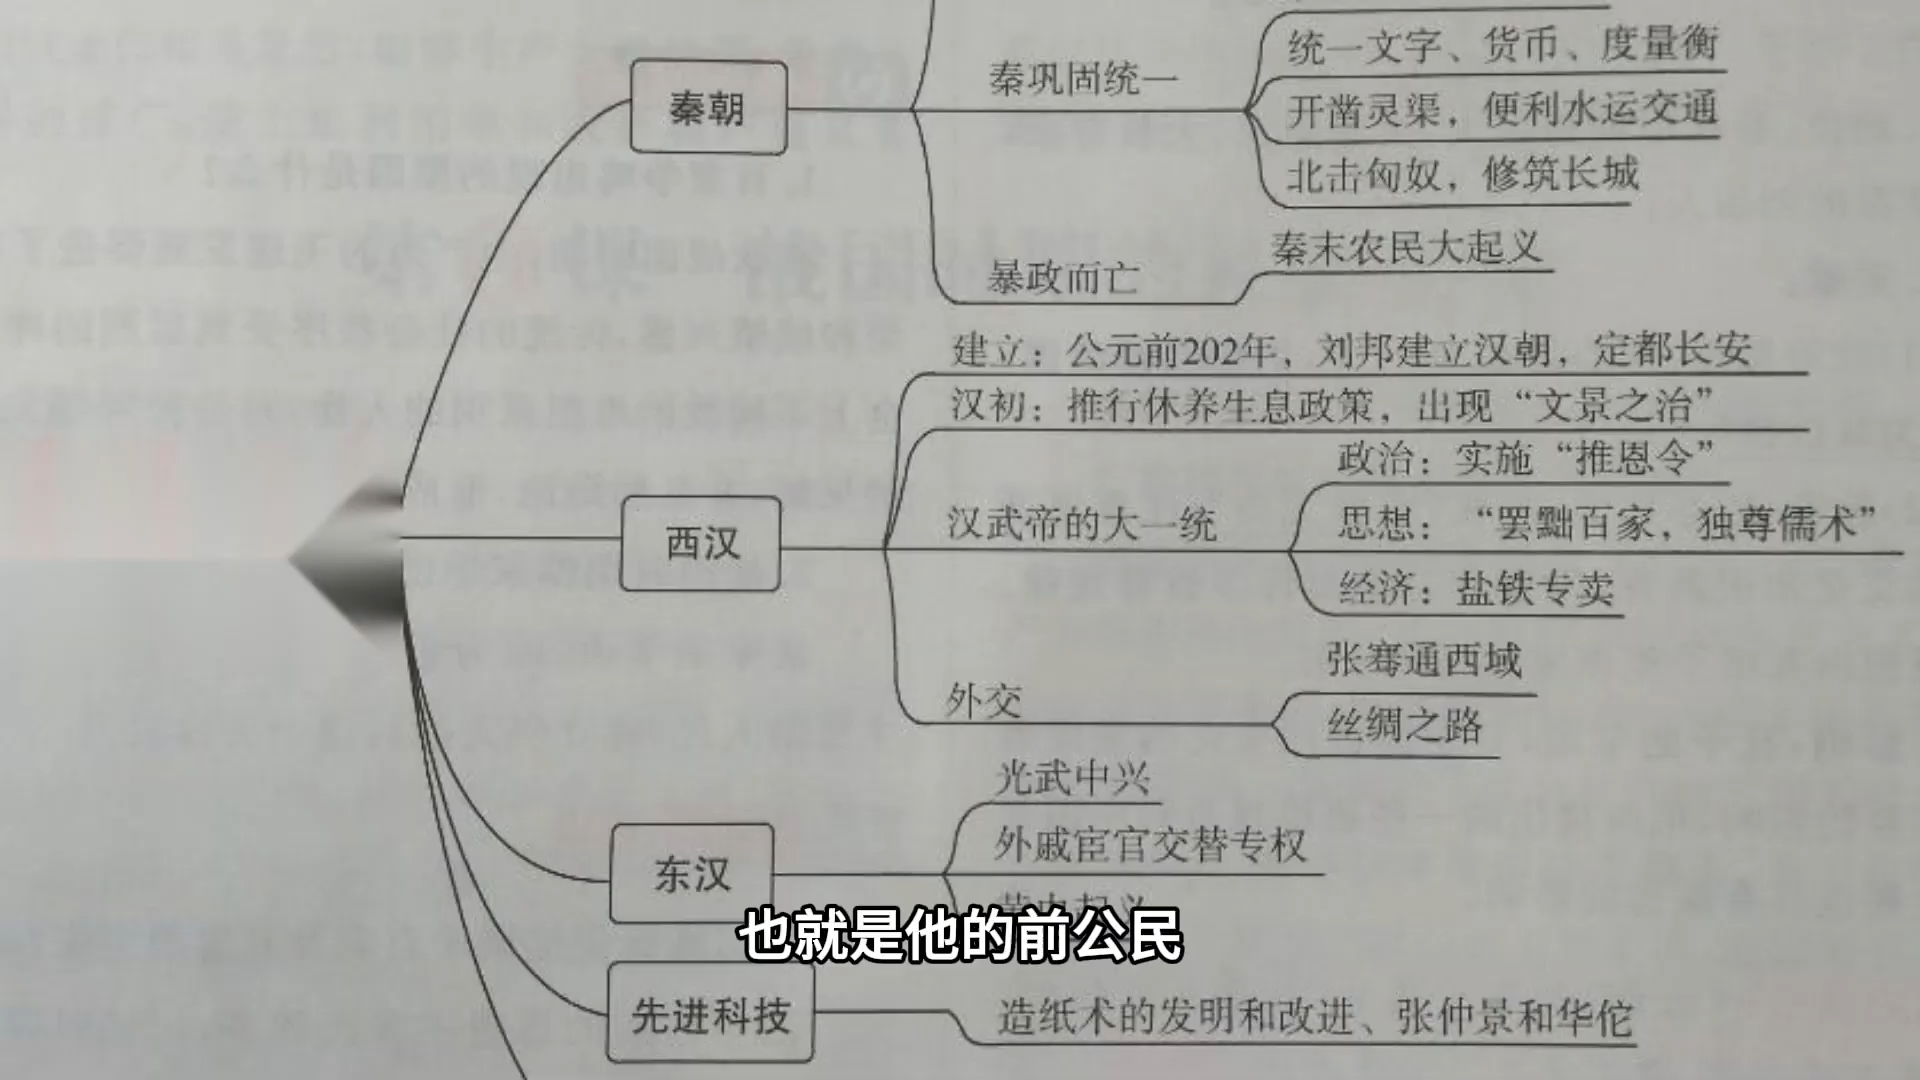 秦朝
秦巩固统一
统一文字、货币、度量衡
开凿灵渠，便利水运交通
北击匈奴，修筑长城
暴政而亡
秦末农民大起义
西汉
建立：公元前202年，刘邦建立汉朝，定都长安
汉初：推行休养生息政策，出现“文景之治”
汉武帝的大一统
政治：实施“推恩令”
思想：“罢黜百家，独尊儒术”
经济：盐铁专卖
外交
张骞通西域
丝绸之路
东汉
光武中兴
外戚宦官交替专权
也就是他的前公民
先进科技
造纸术的发明和改进、张仲景和华佗